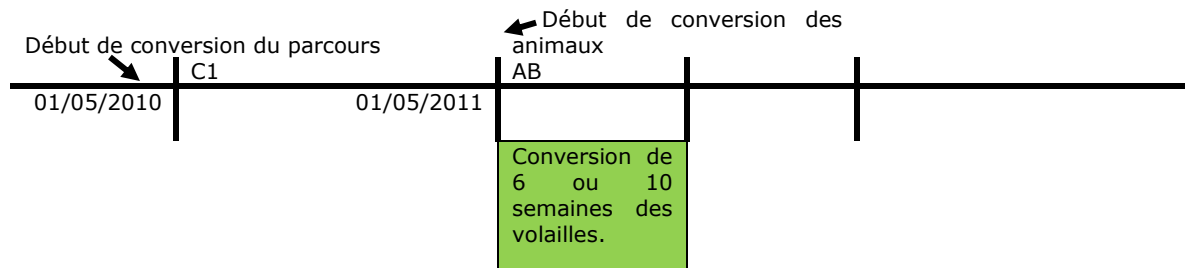 Début de conversion des
animaux
Début de conversion du parcours
C1
AB
01/05/2010
01/05/2011
Conversion de
6 ou 10
semaines des
volailles.